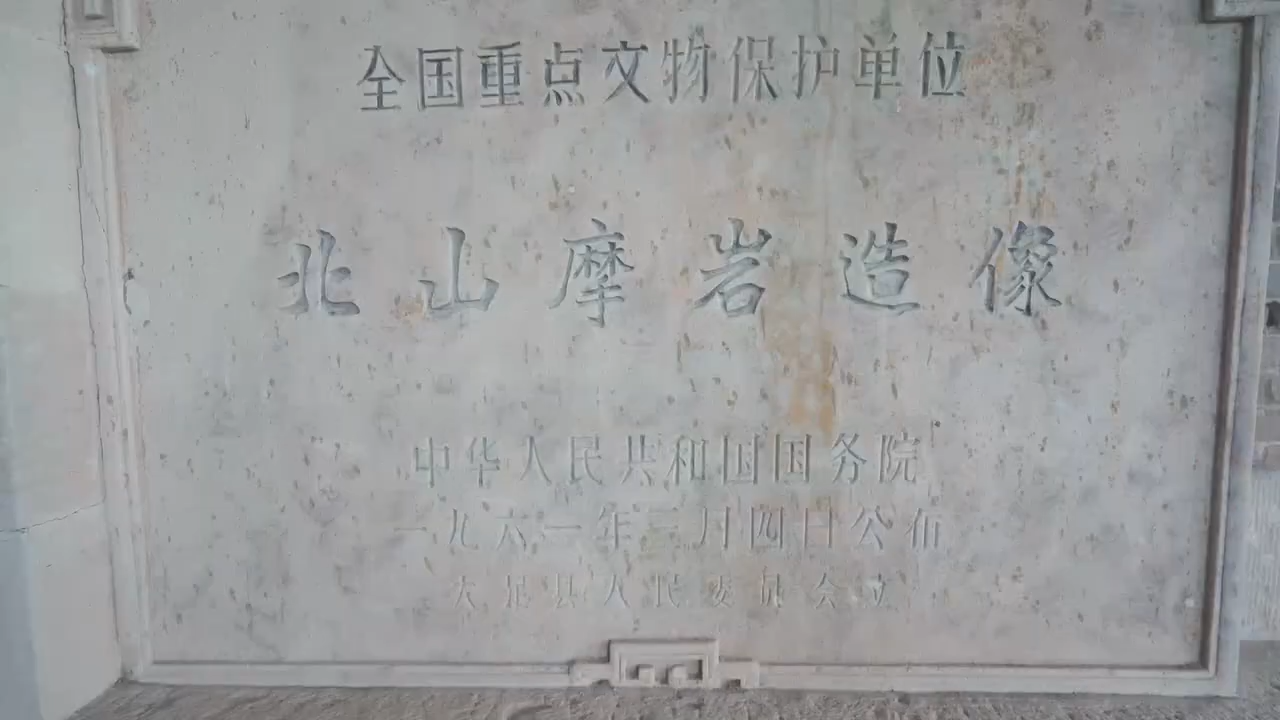 全国重点文物保护单位
北山摩岩造像
中华人民共和国国务院
一九六一年三月四日公布
大足县人民委员会立